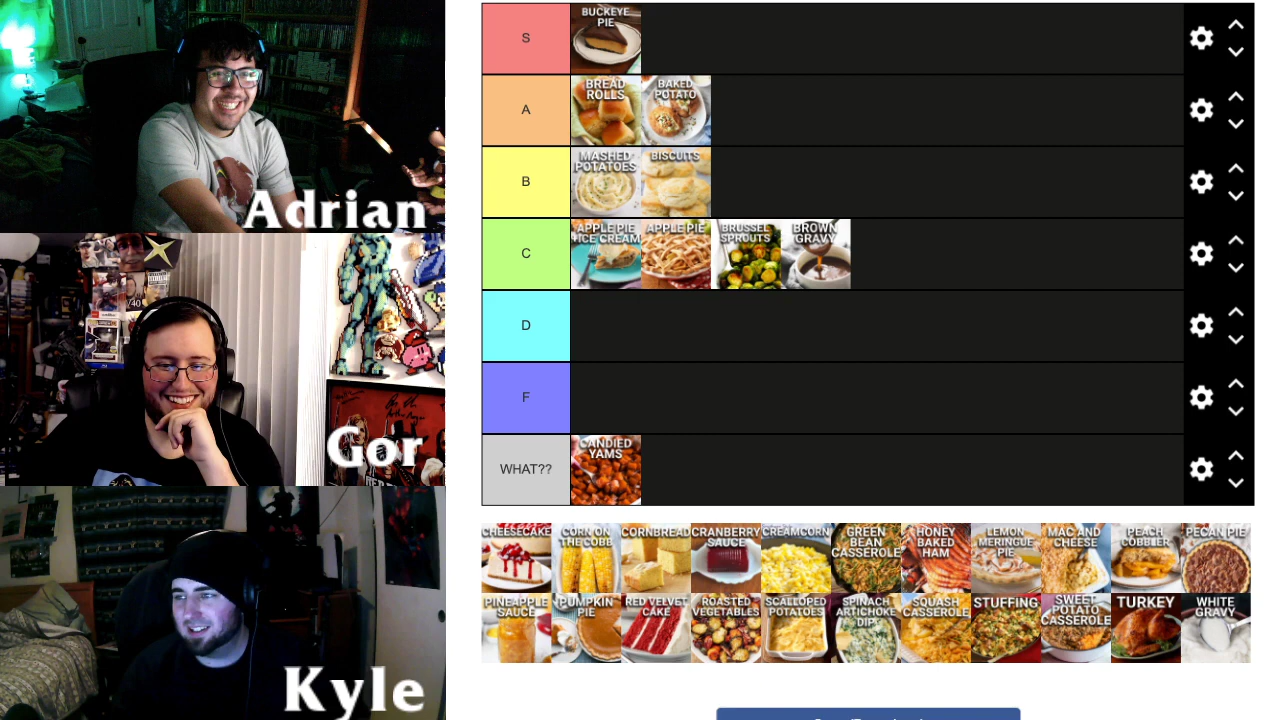 Adrian
Gor
Kyle
S
BUCKEYE
PIE
A
BREAD
ROLLS
BAKED
POTATO
B
MASHED
POTATOES
BISCUITS
C
APPLE PIE
ICE CREAM
APPLE PIE
BRUSSEL
SPROUTS
BROWN
GRAVY
D
F
WHAT??
CANDIED
YAMS
CHEESECAKE
CORN ON
THE COBB
CORNBREAD
CRANBERRY
SAUCE
CREAMCORN
GREEN
BEAN
CASSEROLE
HONEY
BAKED
HAM
LEMON
MERINGUE
PIE
MAC AND
CHEESE
PEACH
COBBLER
PECAN PIE
PINEAPPLE
SAUCE
PUMPKIN
PIE
RED VELVET
CAKE
ROASTED
VEGETABLES
SCALLOPED
POTATOES
SPINACH
ARTICHOKE
DIP
SQUASH
CASSEROLE
STUFFING
SWEET
POTATO
CASSEROLE
TURKEY
WHITE
GRAVY